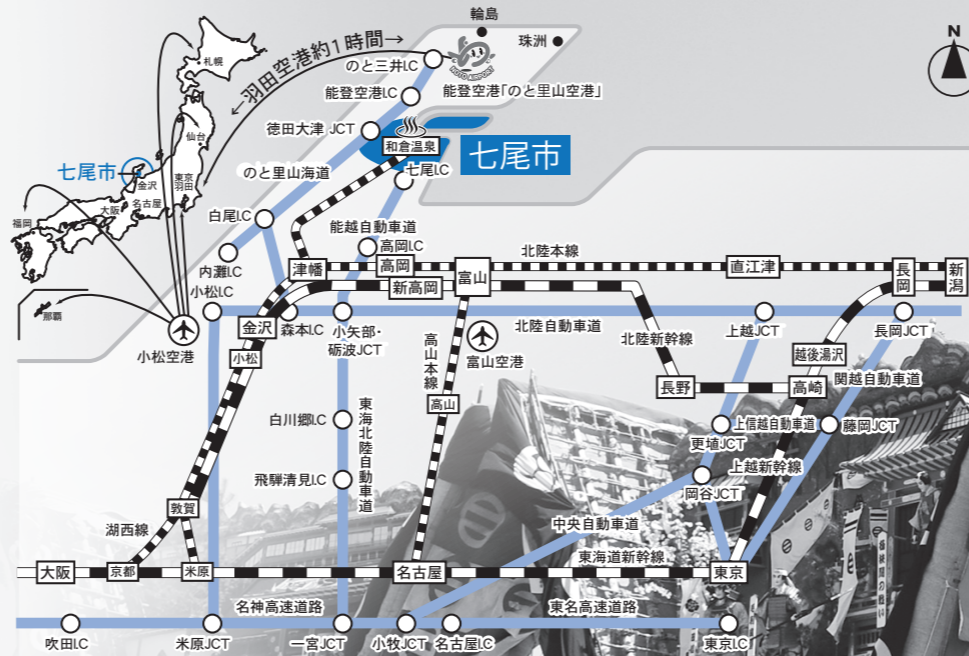 輪島
珠洲
N
←羽田空港約1時間→
のと三井I.C
NOTO AIRPORT
能登空港「のと里山空港」
能登空港I.C
徳田大津 JCT
和倉温泉
七尾市
七尾I.C
のと里山海道
札幌
仙台
七尾市
金沢
東京
羽田
大阪
名古屋
福岡
那覇
小松空港
白尾I.C
能越自動車道
高岡I.C
内灘I.C
北陸本線
津幡
高岡
富山
直江津
長岡
新潟
新高岡
小松I.C
金沢
森本I.C
小矢部・
砺波JCT
北陸自動車道
上越JCT
長岡JCT
小松
高山本線
富山空港
北陸新幹線
越後湯沢
長野
高崎
関越自動車道
高山
白川郷I.C
東海北陸自動車道
上信越自動車道
藤岡JCT
更埴JCT
上越新幹線
飛騨清見I.C
岡谷JCT
敦賀
湖西線
中央自動車道
東海道新幹線
大阪
京都
米原
名古屋
東京
名神高速道路
東名高速道路
吹田I.C
米原JCT
一宮JCT
小牧JCT
名古屋I.C
東京I.C